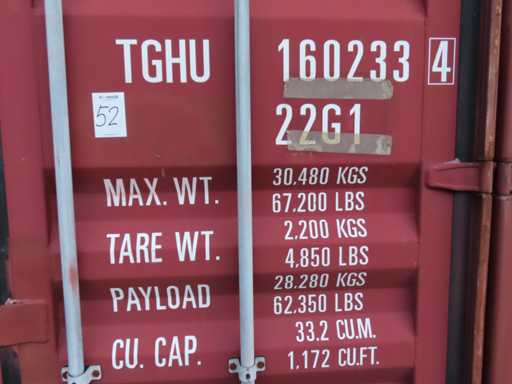 TGHU 160233 4
52
22G1
MAX. WT. 30,480 KGS
67,200 LBS
TARE WT. 2,200 KGS
4,850 LBS
PAYLOAD 28,280 KGS
62,350 LBS
CU. CAP. 33.2 CU.M.
1,172 CU.FT.